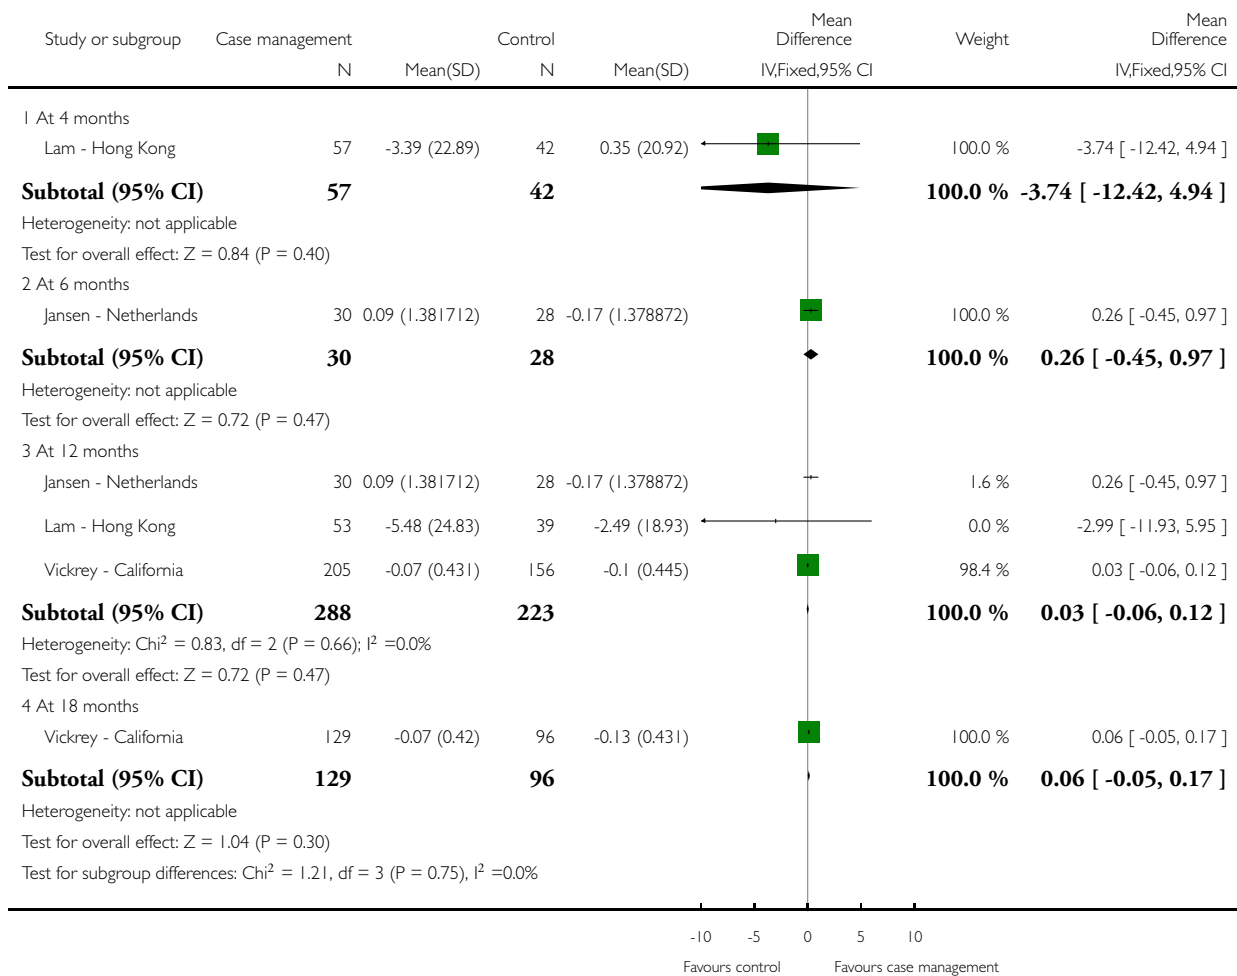 Mean Mean
Study or subgroup Case management Control Difference Weight Difference
N Mean(SD) N Mean(SD) IV,Fixed,95% CI IV,Fixed,95% CI
1 At 4 months
Lam - Hong Kong 57 -3.39 (22.89) 42 0.35 (20.92) 100.0 % -3.74 [ -12.42, 4.94 ]
Subtotal (95% CI) 57 42 100.0 % -3.74 [ -12.42, 4.94 ]
Heterogeneity: not applicable
Test for overall effect: Z = 0.84 (P = 0.40)
2 At 6 months
Jansen - Netherlands 30 0.09 (1.381712) 28 -0.17 (1.378872) 100.0 % 0.26 [ -0.45, 0.97 ]
Subtotal (95% CI) 30 28 100.0 % 0.26 [ -0.45, 0.97 ]
Heterogeneity: not applicable
Test for overall effect: Z = 0.72 (P = 0.47)
3 At 12 months
Jansen - Netherlands 30 0.09 (1.381712) 28 -0.17 (1.378872) 1.6 % 0.26 [ -0.45, 0.97 ]
Lam - Hong Kong 53 -5.48 (24.83) 39 -2.49 (18.93) 0.0 % -2.99 [ -11.93, 5.95 ]
Vickrey - California 205 -0.07 (0.431) 156 -0.1 (0.445) 98.4 % 0.03 [ -0.06, 0.12 ]
Subtotal (95% CI) 288 223 100.0 % 0.03 [ -0.06, 0.12 ]
Heterogeneity: Chi² = 0.83, df = 2 (P = 0.66); I² =0.0%
Test for overall effect: Z = 0.72 (P = 0.47)
4 At 18 months
Vickrey - California 129 -0.07 (0.42) 96 -0.13 (0.431) 100.0 % 0.06 [ -0.05, 0.17 ]
Subtotal (95% CI) 129 96 100.0 % 0.06 [ -0.05, 0.17 ]
Heterogeneity: not applicable
Test for overall effect: Z = 1.04 (P = 0.30)
Test for subgroup differences: Chi² = 1.21, df = 3 (P = 0.75), I² =0.0%
-10 -5 0 5 10
Favours control Favours case management